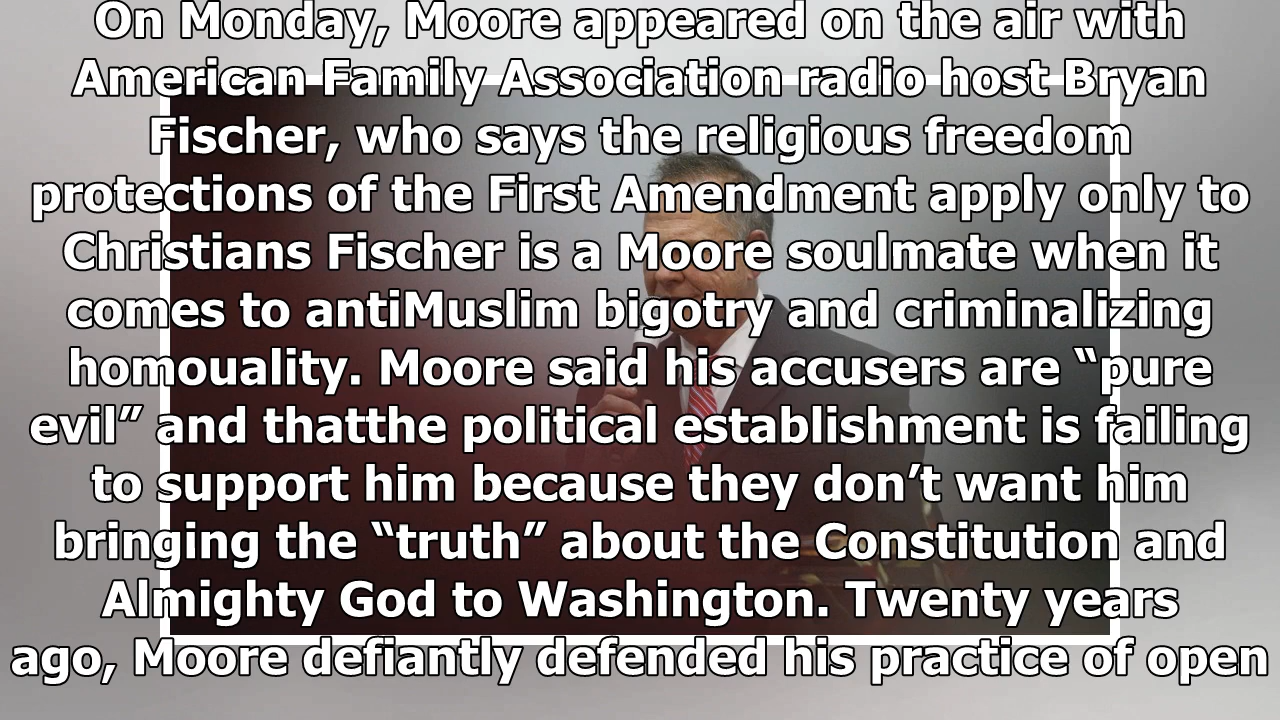 On Monday, Moore appeared on the air with
American Family Association radio host Bryan
Fischer, who says the religious freedom
protections of the First Amendment apply only to
Christians Fischer is a Moore soulmate when it
comes to antiMuslim bigotry and criminalizing
homouality. Moore said his accusers are “pure
evil” and thatthe political establishment is failing
to support him because they don’t want him
bringing the “truth” about the Constitution and
Almighty God to Washington. Twenty years
ago, Moore defiantly defended his practice of open